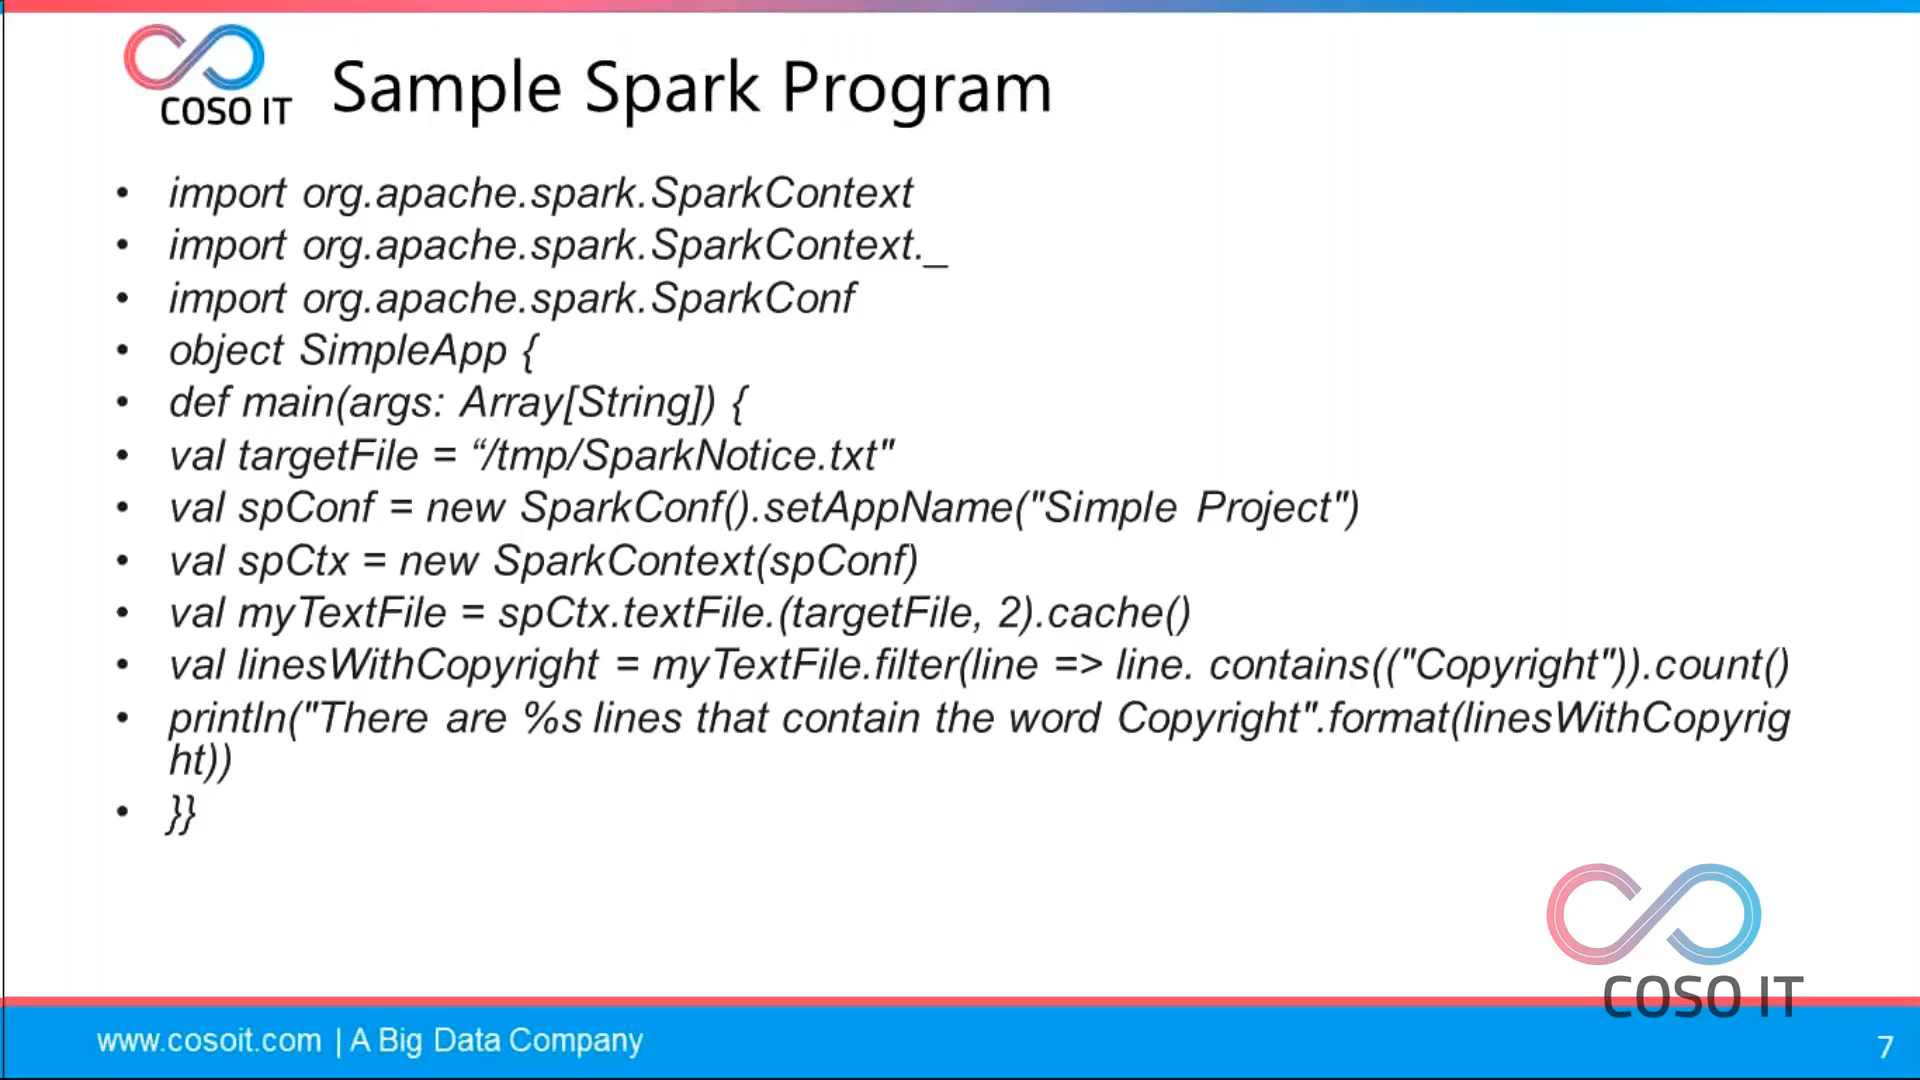 COSO IT
Sample Spark Program
• import org.apache.spark.SparkContext
• import org.apache.spark.SparkContext._
• import org.apache.spark.SparkConf
• object SimpleApp {
• def main(args: Array[String]) {
• val targetFile = “/tmp/SparkNotice.txt"
• val spConf = new SparkConf().setAppName("Simple Project")
• val spCtx = new SparkContext(spConf)
• val myTextFile = spCtx.textFile.(targetFile, 2).cache()
• val linesWithCopyright = myTextFile.filter(line => line. contains(("Copyright")).count()
• println("There are %s lines that contain the word Copyright".format(linesWithCopyrig
ht))
• }}
COSO IT
www.cosoit.com | A Big Data Company
7